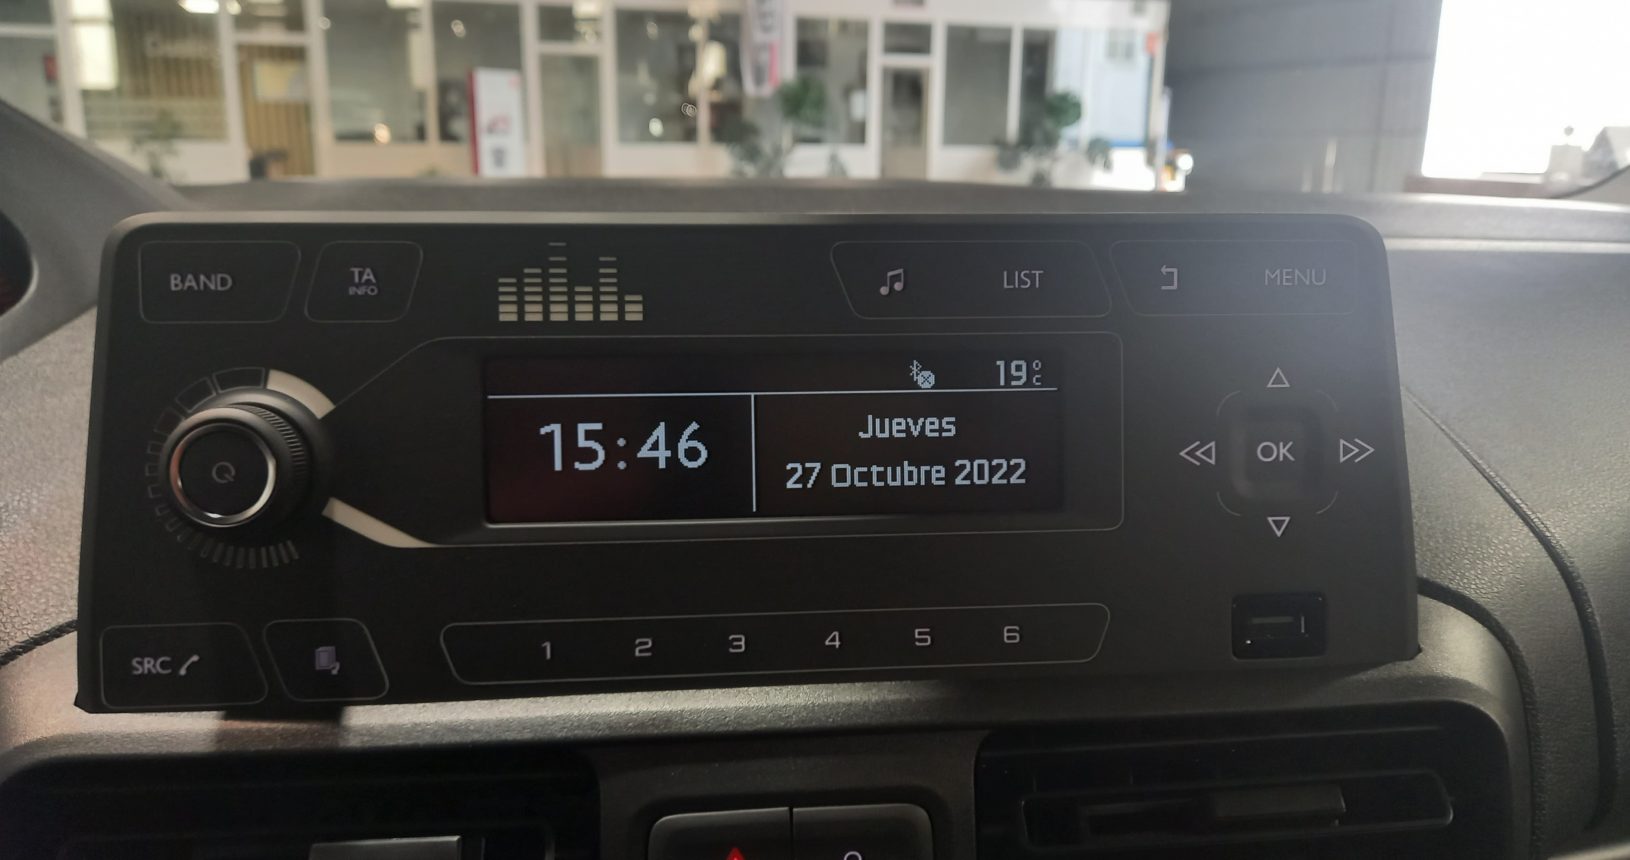 BAND
TA
INFO
LIST
MENU
19°C
15:46
Jueves
27 Octubre 2022
OK
SRC
1 2 3 4 5 6